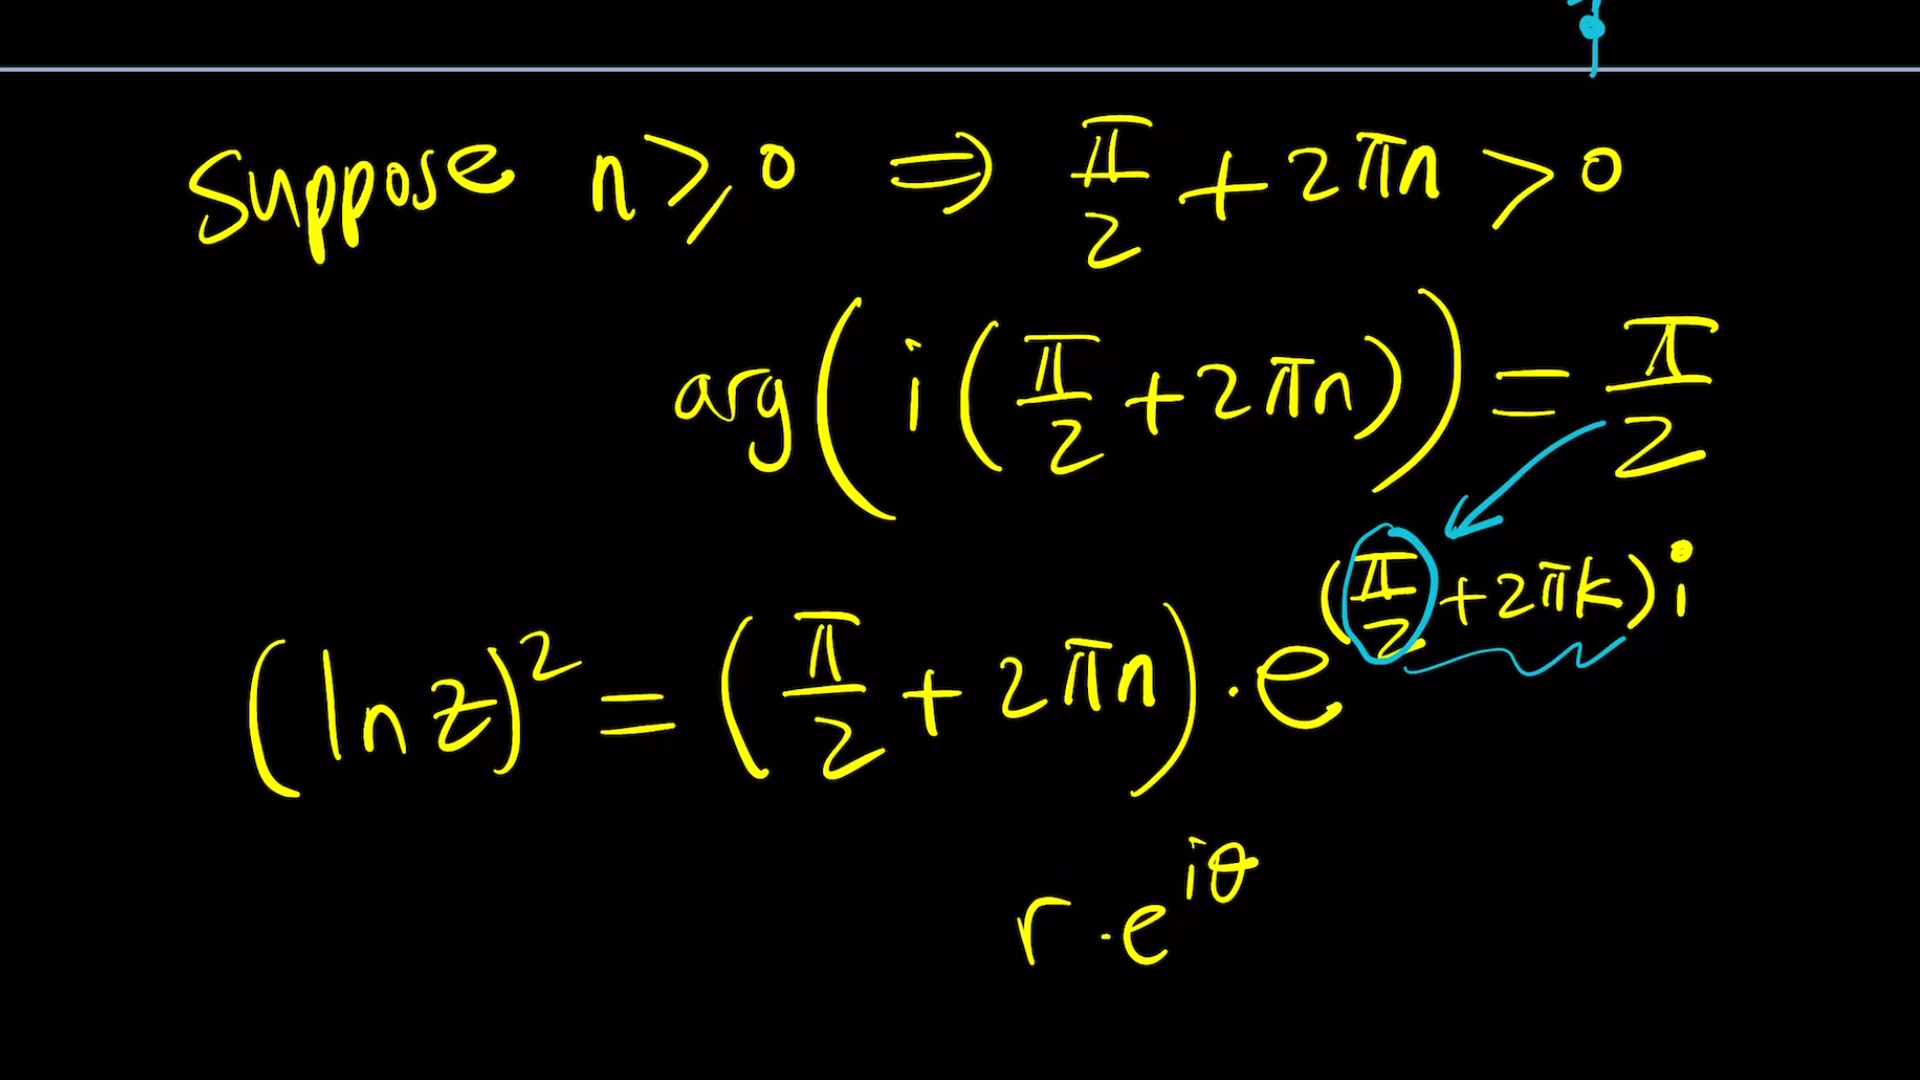 Suppose n ⩾ 0 ⇒ π/2 + 2πn > 0
arg(i(π/2 + 2πn)) = π/2
(ln z)² = (π/2 + 2πn) · e^((π/2 + 2πk)i)
r · e^(iθ)